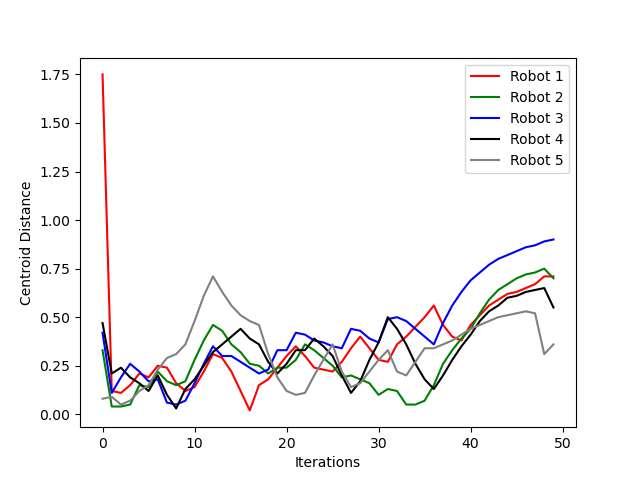 Robot 1
Robot 2
Robot 3
Robot 4
Robot 5
Centroid Distance
1.75
1.50
1.25
1.00
0.75
0.50
0.25
0.00
0 10 20 30 40 50
Iterations